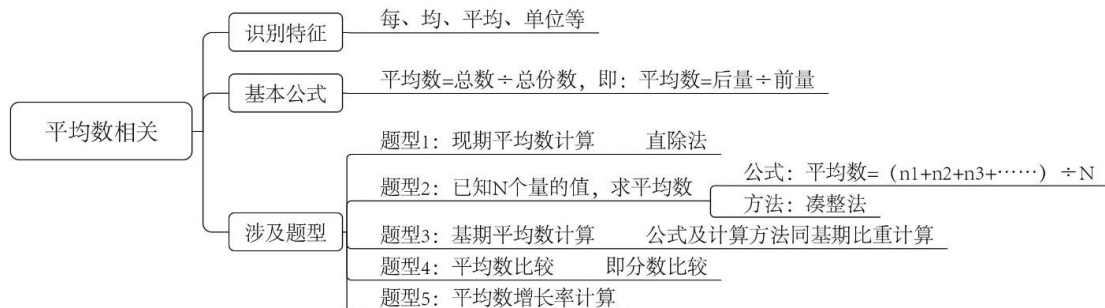 平均数相关
识别特征
每、均、平均、单位等
基本公式
平均数=总数÷总份数，即：平均数=后量÷前量
涉及题型
题型1：现期平均数计算 直除法
题型2：已知N个量的值，求平均数
公式：平均数=（n1+n2+n3+……）÷N
方法：凑整法
题型3：基期平均数计算 公式及计算方法同基期比重计算
题型4：平均数比较 即分数比较
题型5：平均数增长率计算